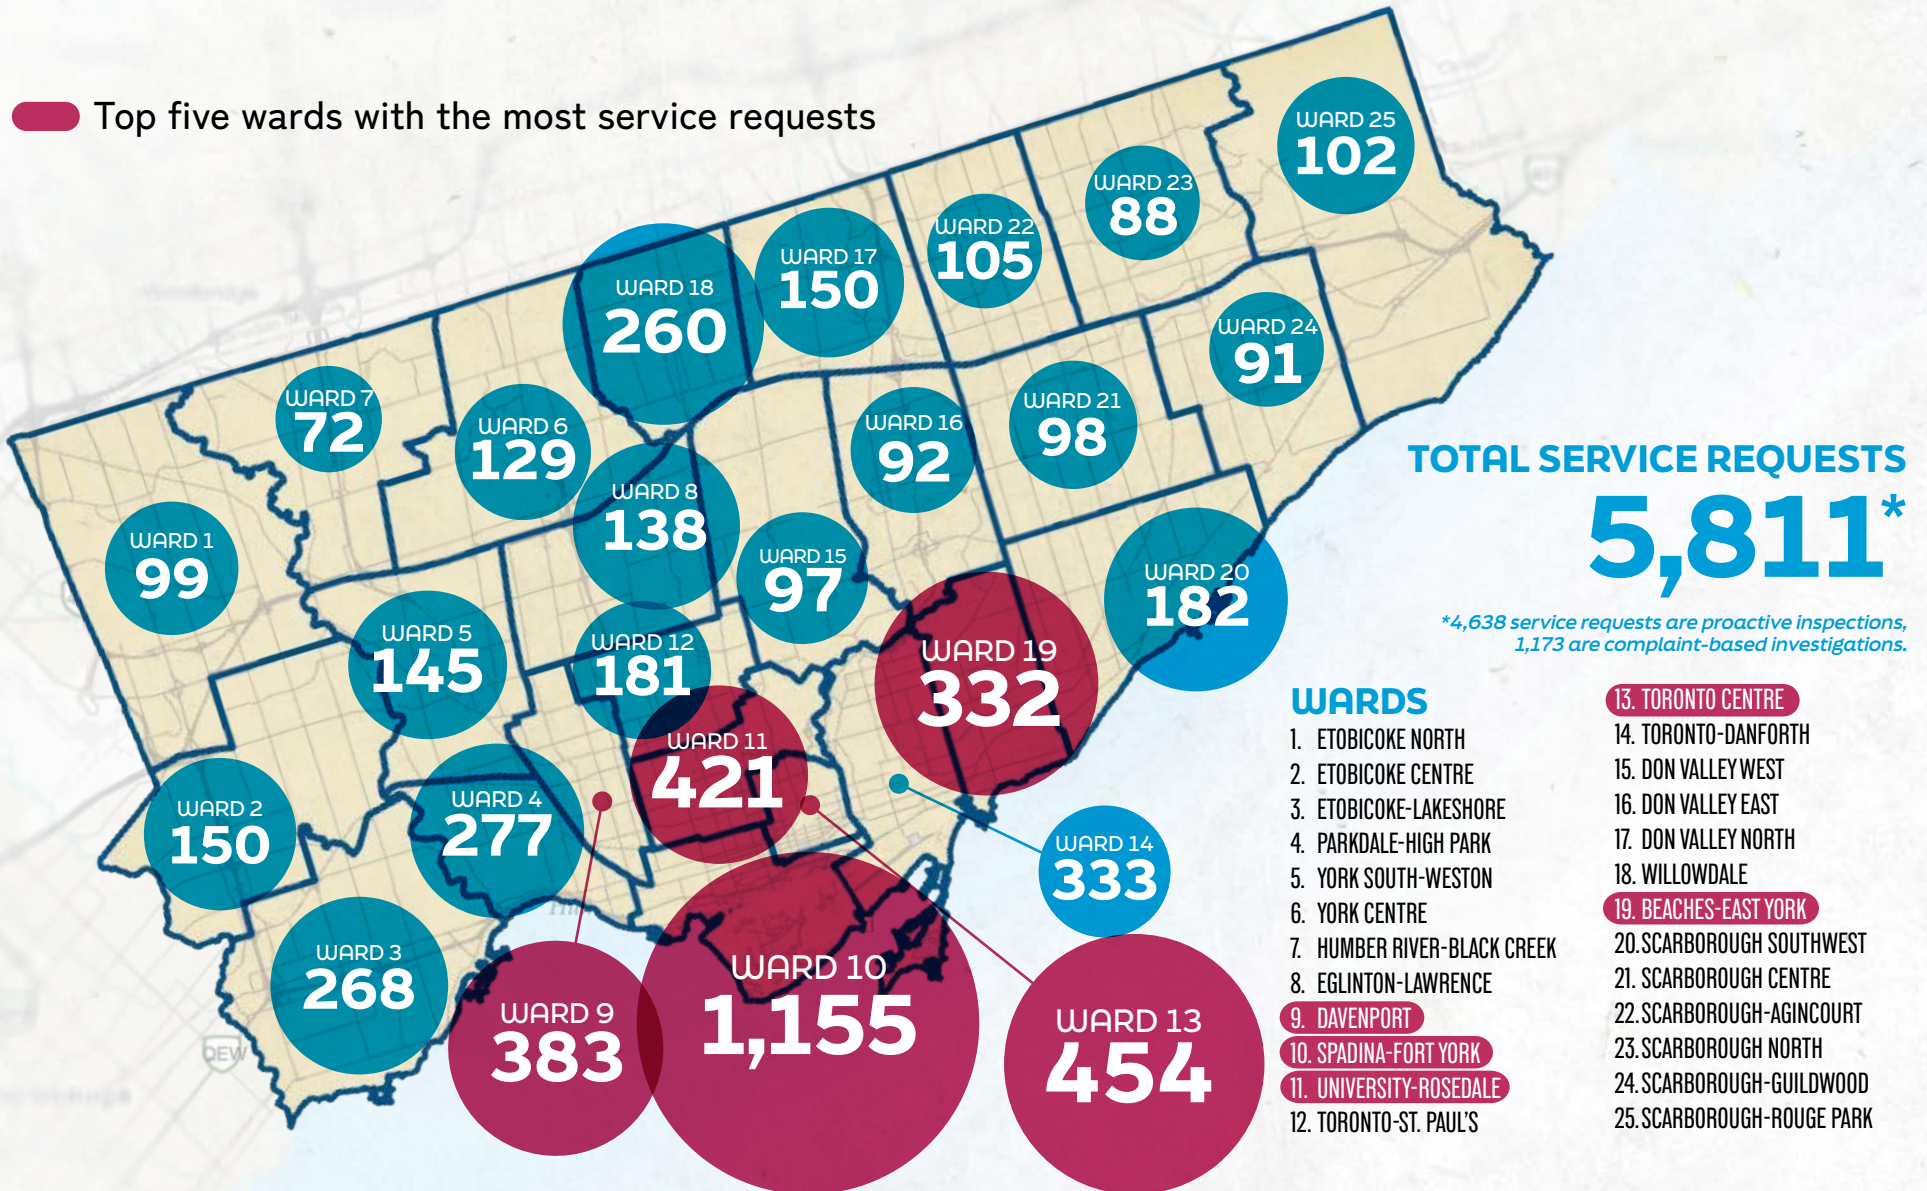 Top five wards with the most service requests
WARD 25
102
WARD 23
88
WARD 22
105
WARD 17
150
WARD 18
260
WARD 24
91
WARD 7
72
WARD 6
129
WARD 16
92
WARD 21
98
WARD 8
138
WARD 1
99
WARD 15
97
WARD 20
182
WARD 5
145
WARD 12
181
WARD 19
332
WARD 11
421
WARD 2
150
WARD 4
277
WARD 14
333
WARD 3
268
WARD 9
383
WARD 10
1,155
WARD 13
454
QEW
TOTAL SERVICE REQUESTS
5,811*
*4,638 service requests are proactive inspections,
1,173 are complaint-based investigations.
WARDS
1. ETOBICOKE NORTH
2. ETOBICOKE CENTRE
3. ETOBICOKE-LAKESHORE
4. PARKDALE-HIGH PARK
5. YORK SOUTH-WESTON
6. YORK CENTRE
7. HUMBER RIVER-BLACK CREEK
8. EGLINTON-LAWRENCE
9. DAVENPORT
10. SPADINA-FORT YORK
11. UNIVERSITY-ROSEDALE
12. TORONTO-ST. PAUL'S
13. TORONTO CENTRE
14. TORONTO-DANFORTH
15. DON VALLEY WEST
16. DON VALLEY EAST
17. DON VALLEY NORTH
18. WILLOWDALE
19. BEACHES-EAST YORK
20. SCARBOROUGH SOUTHWEST
21. SCARBOROUGH CENTRE
22. SCARBOROUGH-AGINCOURT
23. SCARBOROUGH NORTH
24. SCARBOROUGH-GUILDWOOD
25. SCARBOROUGH-ROUGE PARK